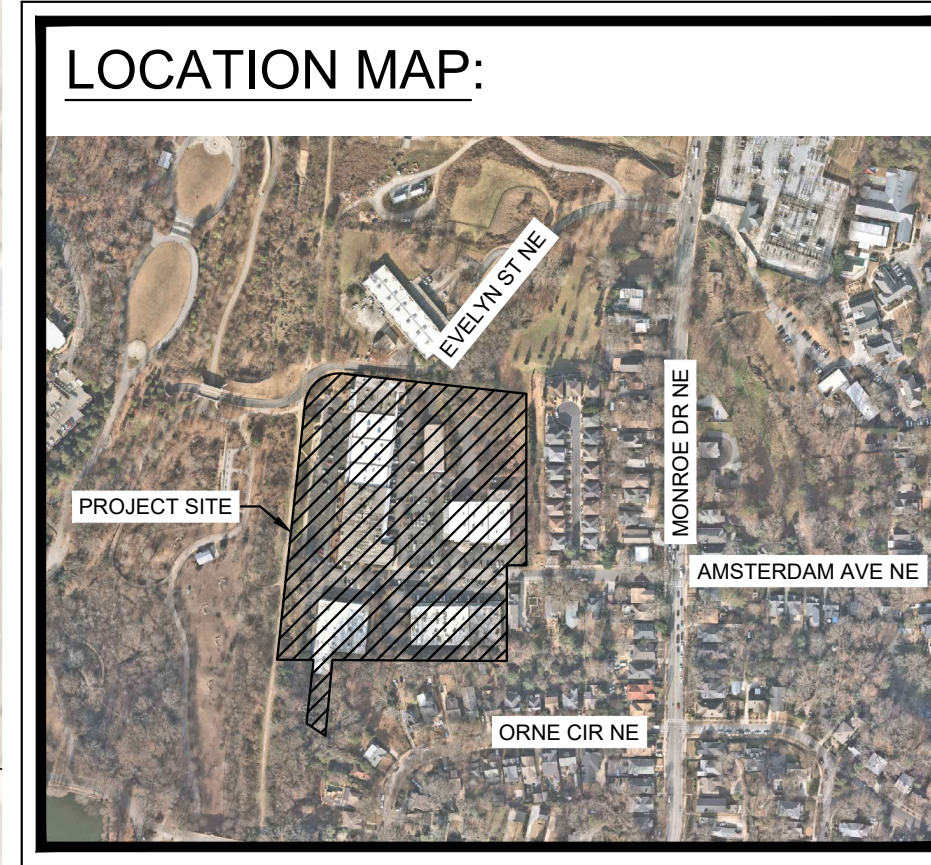 LOCATION MAP:
EVELYN ST NE
MONROE DR NE
PROJECT SITE
AMSTERDAM AVE NE
ORNE CIR NE